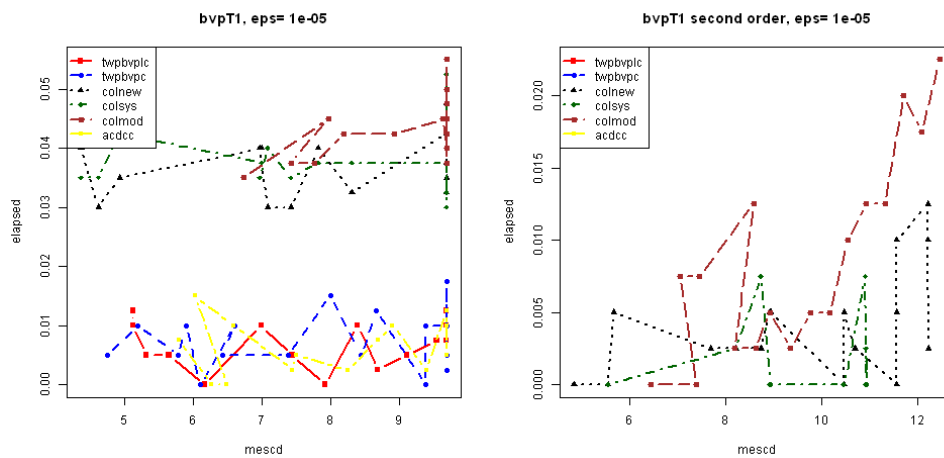 bvpT1, eps= 1e-05
twpbvplc
twpbvpc
colnew
colsys
colmod
acdcc
elapsed
0.00
0.01
0.02
0.03
0.04
0.05
5
6
7
8
9
mescd
bvpT1 second order, eps= 1e-05
twpbvplc
twpbvpc
colnew
colsys
colmod
acdcc
elapsed
0.000
0.005
0.010
0.015
0.020
6
8
10
12
mescd